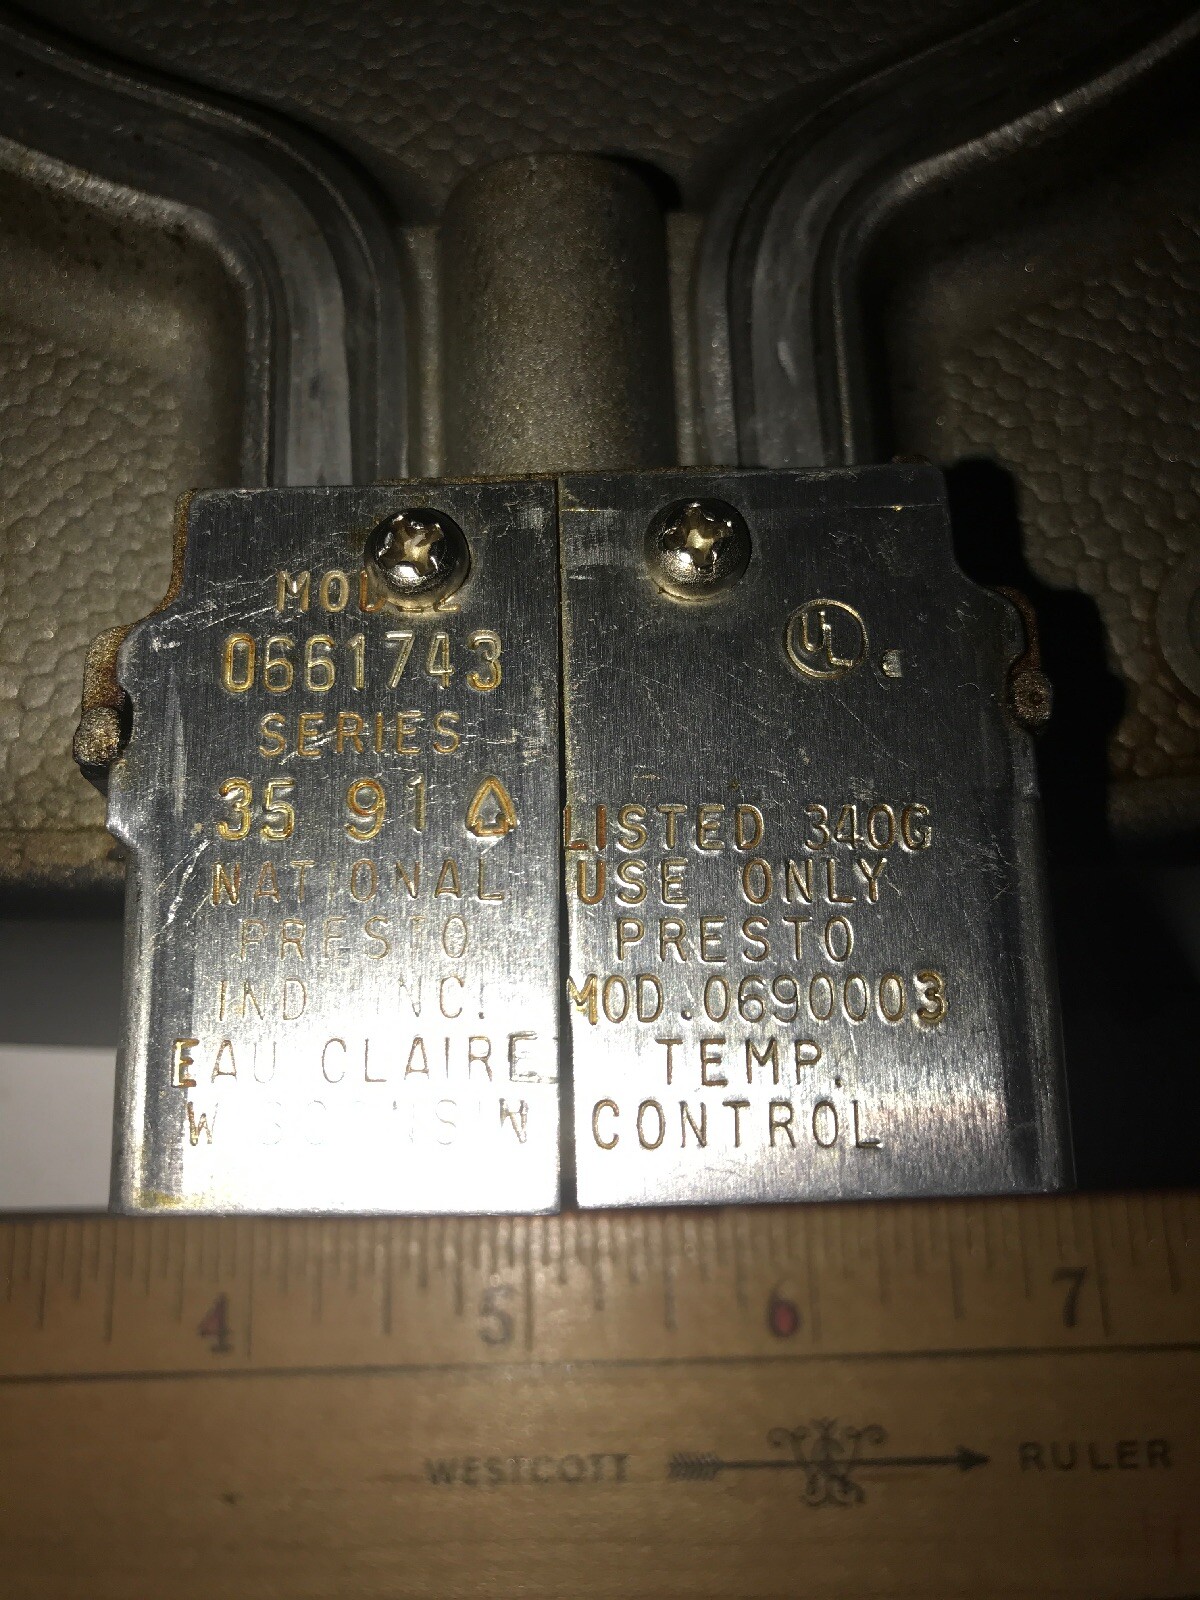 MODEL
0661743
SERIES
35 91 △
NATIONAL
PRESTO
IND INC.
EAU CLAIRE
WISCONSIN
UL
LISTED 340G
USE ONLY
PRESTO
MOD.0690003
TEMP.
CONTROL
4 5 6 7
WESTCOTT RULER